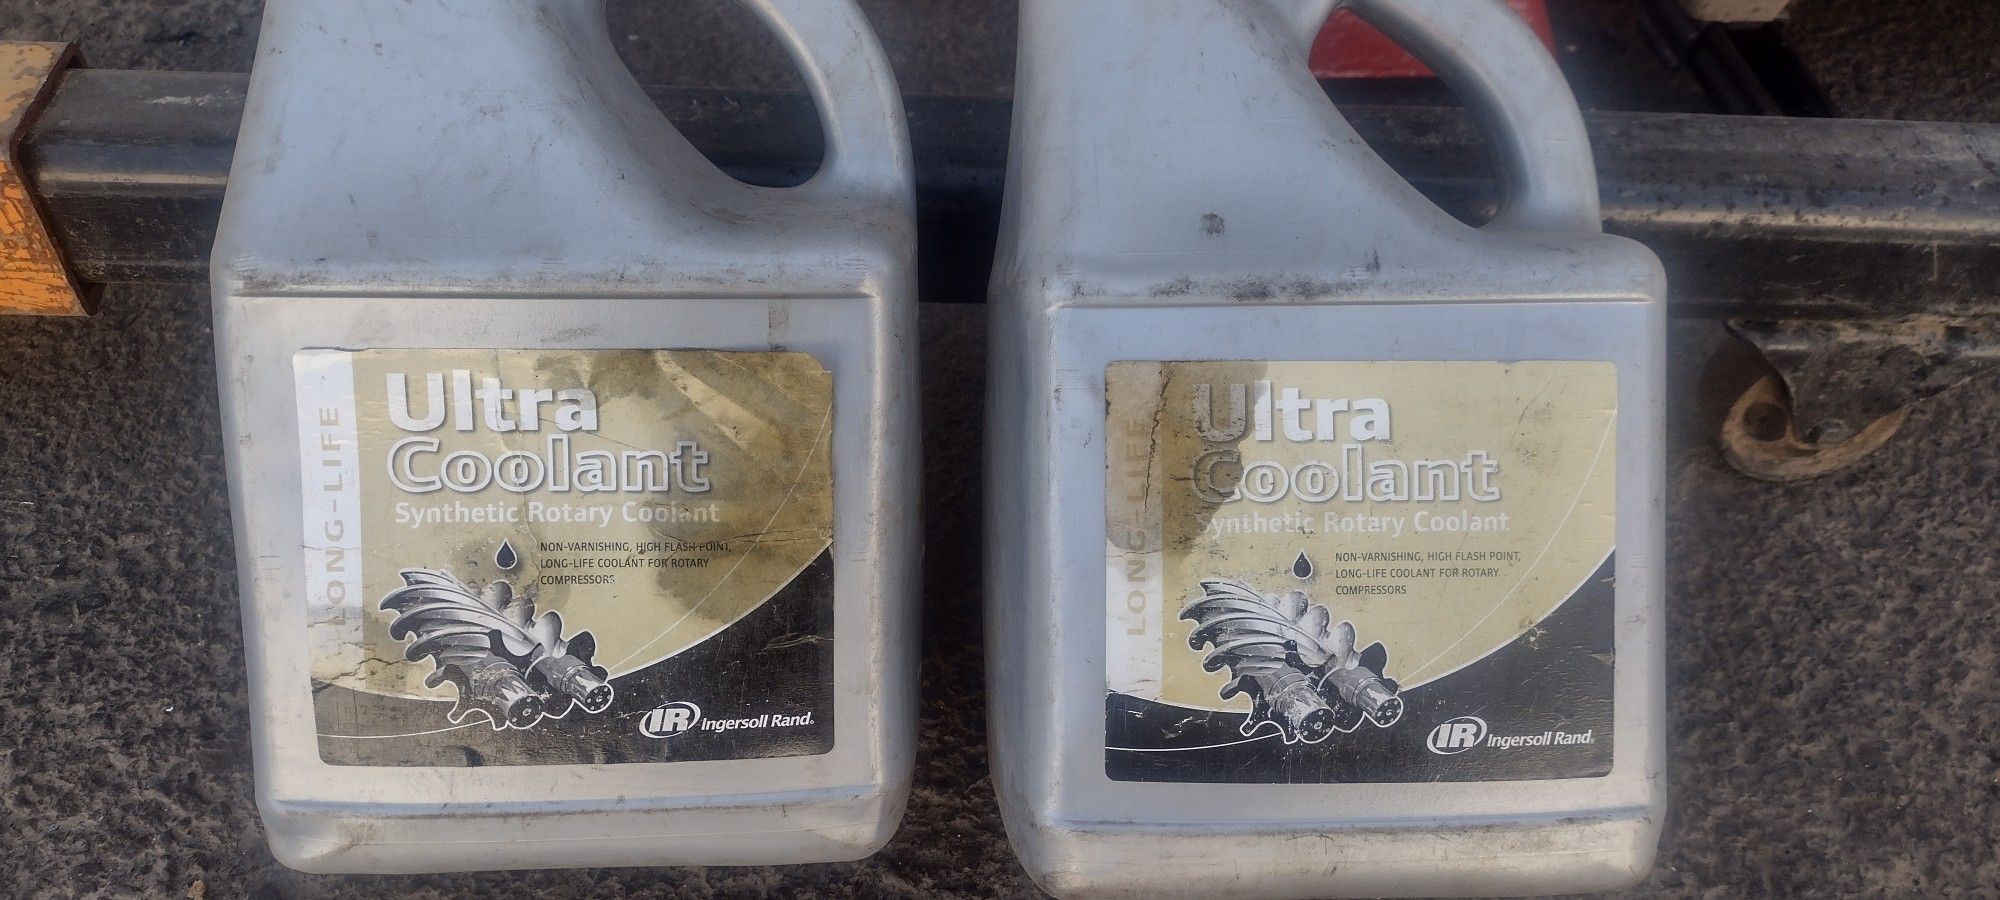 LONG-LIFE
Ultra
Coolant
Synthetic Rotary Coolant
NON-VARNISHING, HIGH FLASH POINT,
LONG-LIFE COOLANT FOR ROTARY
COMPRESSORS
IR Ingersoll Rand®
LONG-LIFE
Ultra
Coolant
Synthetic Rotary Coolant
NON-VARNISHING, HIGH FLASH POINT,
LONG-LIFE COOLANT FOR ROTARY
COMPRESSORS
IR Ingersoll Rand®